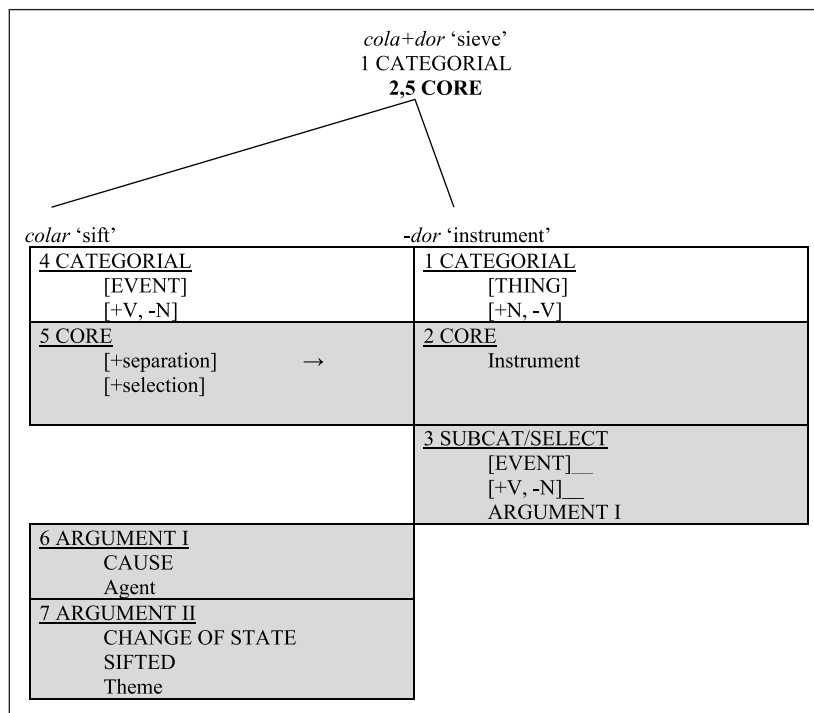 cola+dor ‘sieve’
1 CATEGORIAL
2,5 CORE
colar ‘sift’
-dor ‘instrument’
4 CATEGORIAL
[EVENT]
[+V, -N]
1 CATEGORIAL
[THING]
[+N, -V]
5 CORE
[+separation] →
[+selection]
2 CORE
Instrument
3 SUBCAT/SELECT
[EVENT]__
[+V, -N]__
ARGUMENT I
6 ARGUMENT I
CAUSE
Agent
7 ARGUMENT II
CHANGE OF STATE
SIFTED
Theme